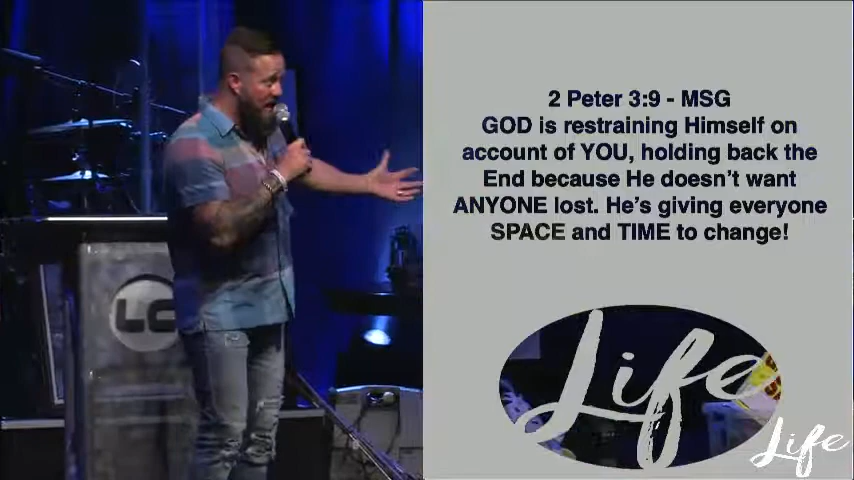 LC
2 Peter 3:9 - MSG
GOD is restraining Himself on
account of YOU, holding back the
End because He doesn't want
ANYONE lost. He's giving everyone
SPACE and TIME to change!
Life
Life